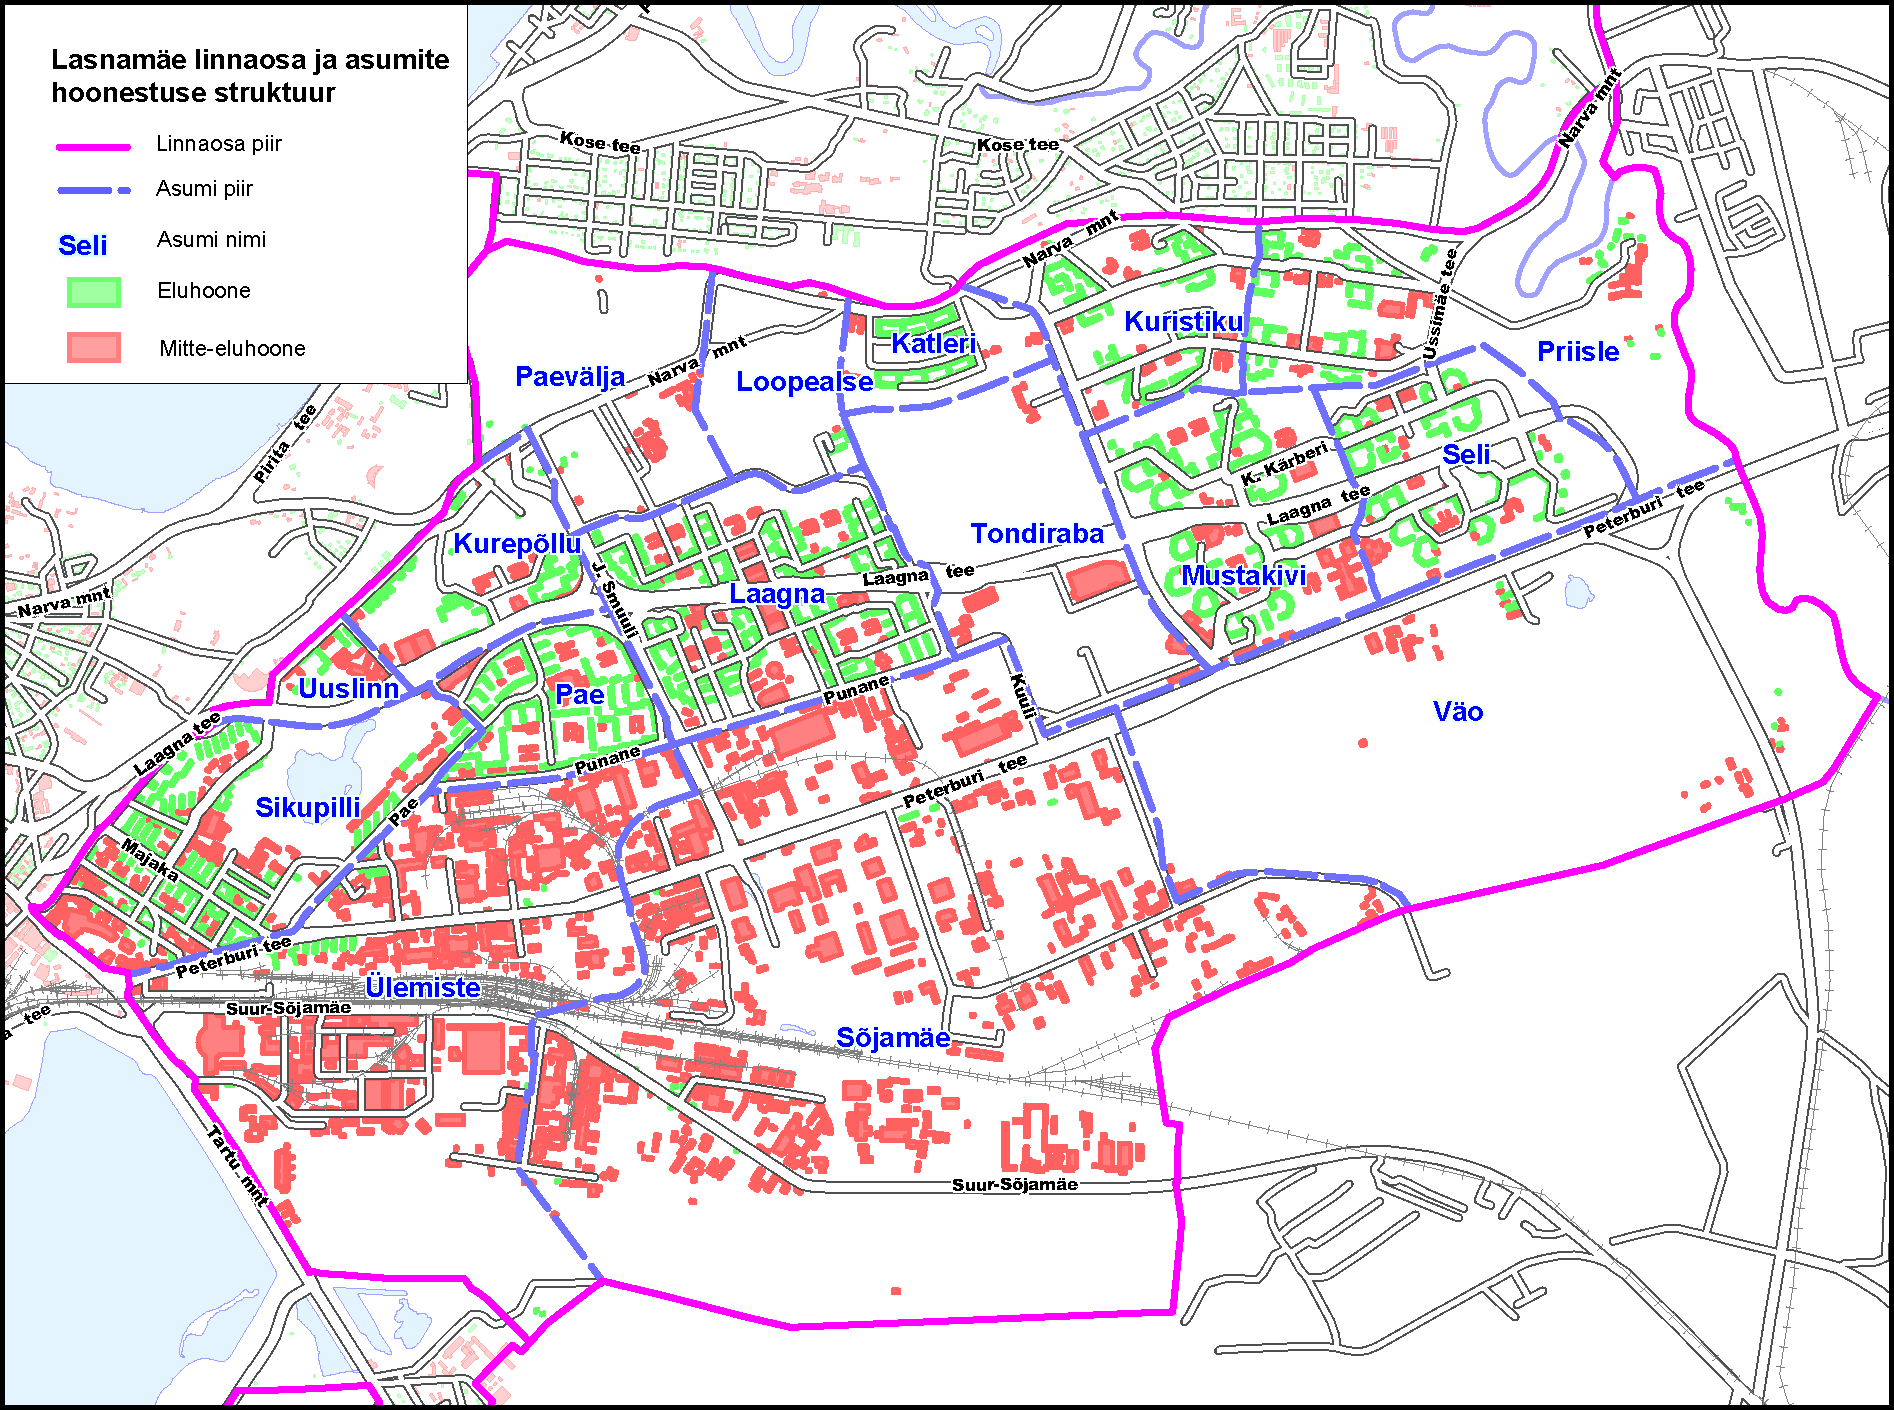 Lasnamäe linnaosa ja asumite
hoonestuse struktuur
Linnaosa piir
Asumi piir
Seli
Asumi nimi
Eluhoone
Mitte-eluhoone
Kose tee
Kose tee
Narva mnt
Narva mnt
Ussimäe tee
Kuristiku
Katleri
Priisle
Paevälja
Narva mnt
Loopealse
Pirita tee
K. Kärberi
Seli
Laagna tee
Peterburi tee
Kurepõllu
Tondiraba
J. Smuuli
Laagna tee
Laagna
Mustakivi
Narva mnt
Uuslinn
Pae
Punane
Kuuli
Väo
Laagna tee
Punane
Peterburi tee
Sikupilli
Pae
Majaka
Peterburi tee
Ülemiste
Suur-Sõjamäe
a tee
Sõjamäe
Tartu mnt
Suur-Sõjamäe